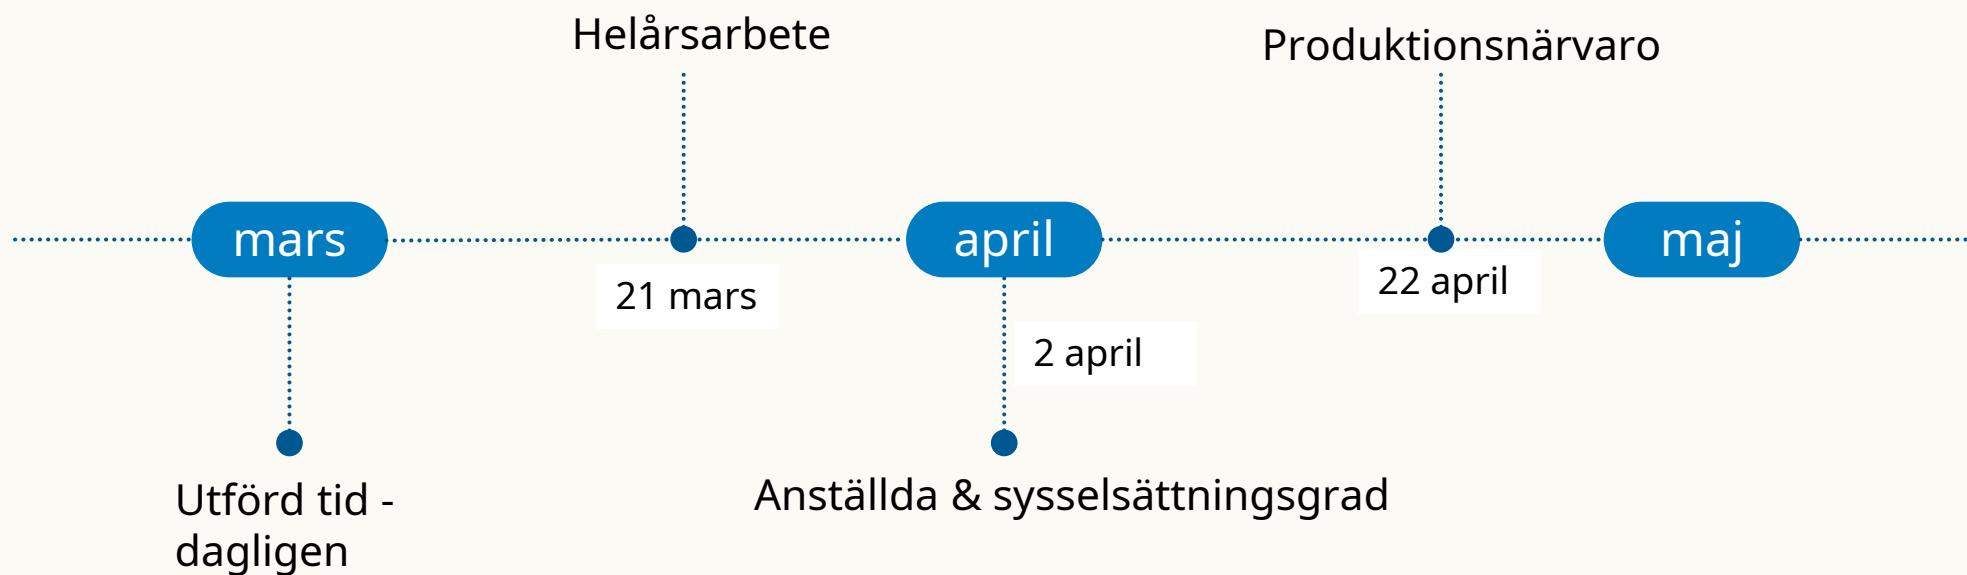 Helårsarbete
Produktionsnärvaro
mars
april
maj
21 mars
22 april
2 april
Utförd tid -
dagligen
Anställda & sysselsättningsgrad